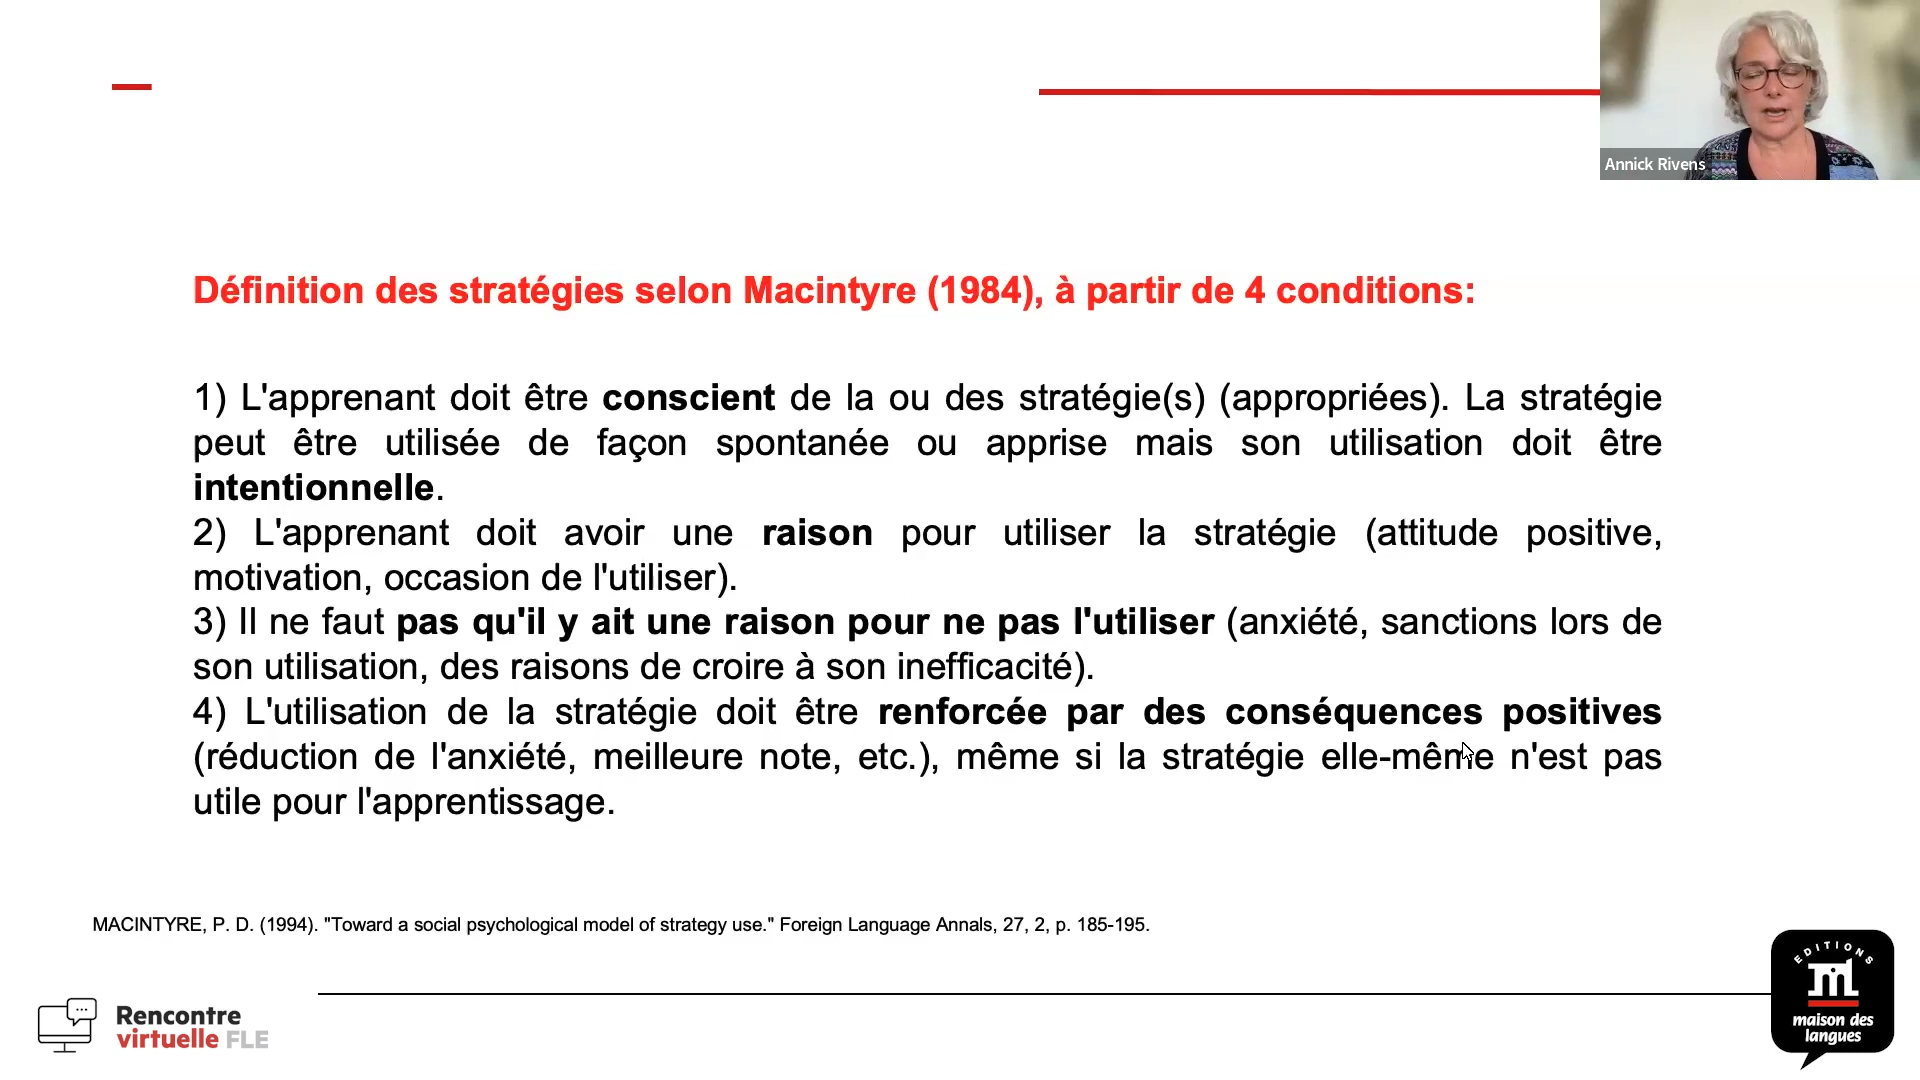 Annick Rivens
Définition des stratégies selon Macintyre (1984), à partir de 4 conditions:
1) L'apprenant doit être conscient de la ou des stratégie(s) (appropriées). La stratégie
peut être utilisée de façon spontanée ou apprise mais son utilisation doit être
intentionnelle.
2) L'apprenant doit avoir une raison pour utiliser la stratégie (attitude positive,
motivation, occasion de l'utiliser).
3) Il ne faut pas qu'il y ait une raison pour ne pas l'utiliser (anxiété, sanctions lors de
son utilisation, des raisons de croire à son inefficacité).
4) L'utilisation de la stratégie doit être renforcée par des conséquences positives
(réduction de l'anxiété, meilleure note, etc.), même si la stratégie elle-même n'est pas
utile pour l'apprentissage.
MACINTYRE, P. D. (1994). "Toward a social psychological model of strategy use." Foreign Language Annals, 27, 2, p. 185-195.
Rencontre
virtuelle FLE
EDITIONS
maison des
langues